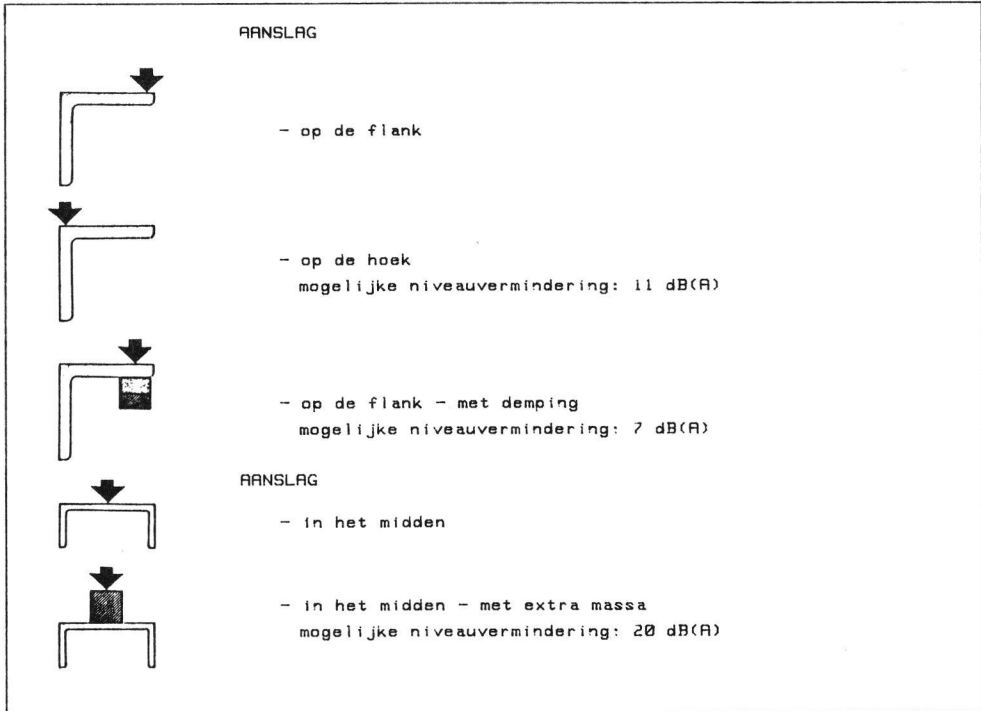 AANSLAG
- op de flank
- op de hoek
mogelijke niveauvermindering: 11 dB(A)
- op de flank - met demping
mogelijke niveauvermindering: 7 dB(A)
AANSLAG
- in het midden
- in het midden - met extra massa
mogelijke niveauvermindering: 20 dB(A)